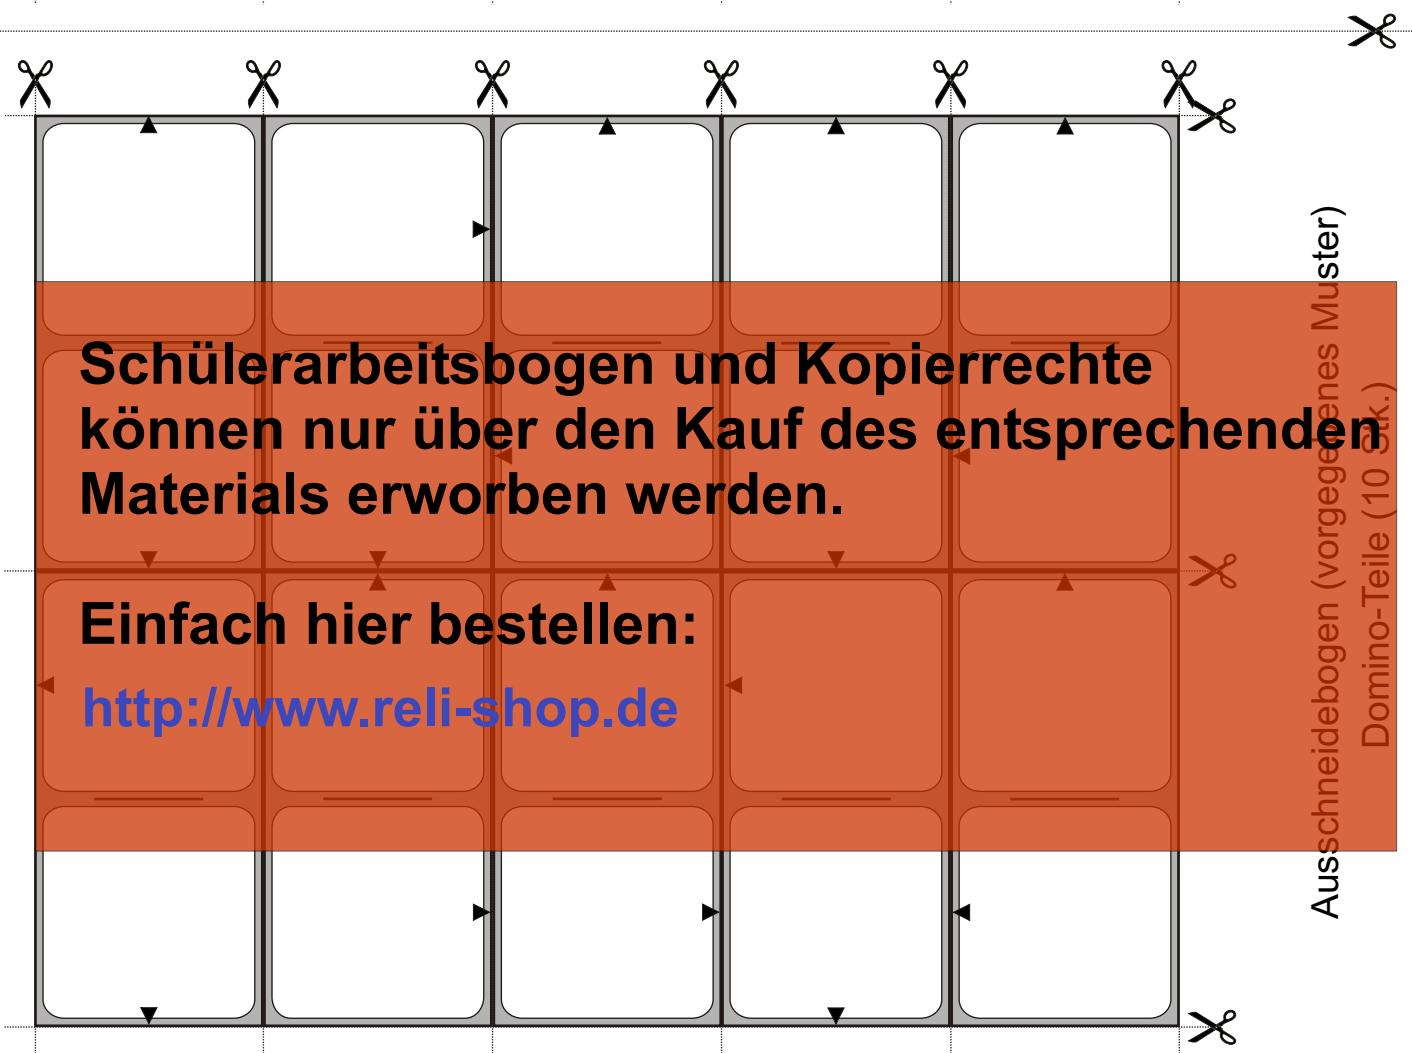 Schülerarbeitsbogen und Kopierrechte
können nur über den Kauf des entsprechenden
Materials erworben werden.
Einfach hier bestellen:
http://www.reli-shop.de
Ausschneidebogen (vorgegebenes Muster)
Domino-Teile (10 Stk.)